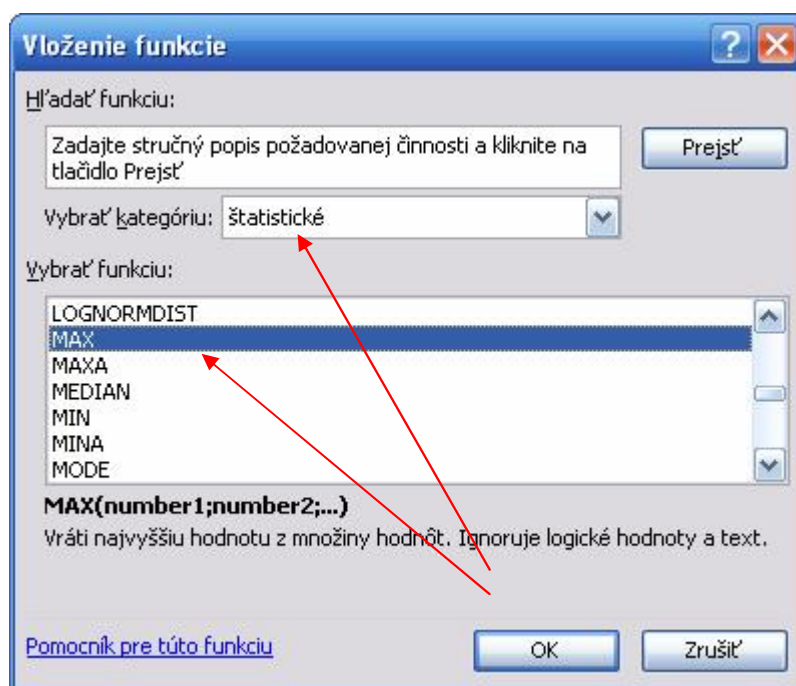 Vloženie funkcie
Hľadať funkciu:
Zadajte stručný popis požadovanej činnosti a kliknite na
tlačidlo Prejsť
Prejsť
Vybrať kategóriu: štatistické
Vybrať funkciu:
LOGNORMDIST
MAX
MAXA
MEDIAN
MIN
MINA
MODE
MAX(number1;number2;...)
Vráti najvyššiu hodnotu z množiny hodnôt. Ignoruje logické hodnoty a text.
Pomocník pre túto funkciu
OK
Zrušiť